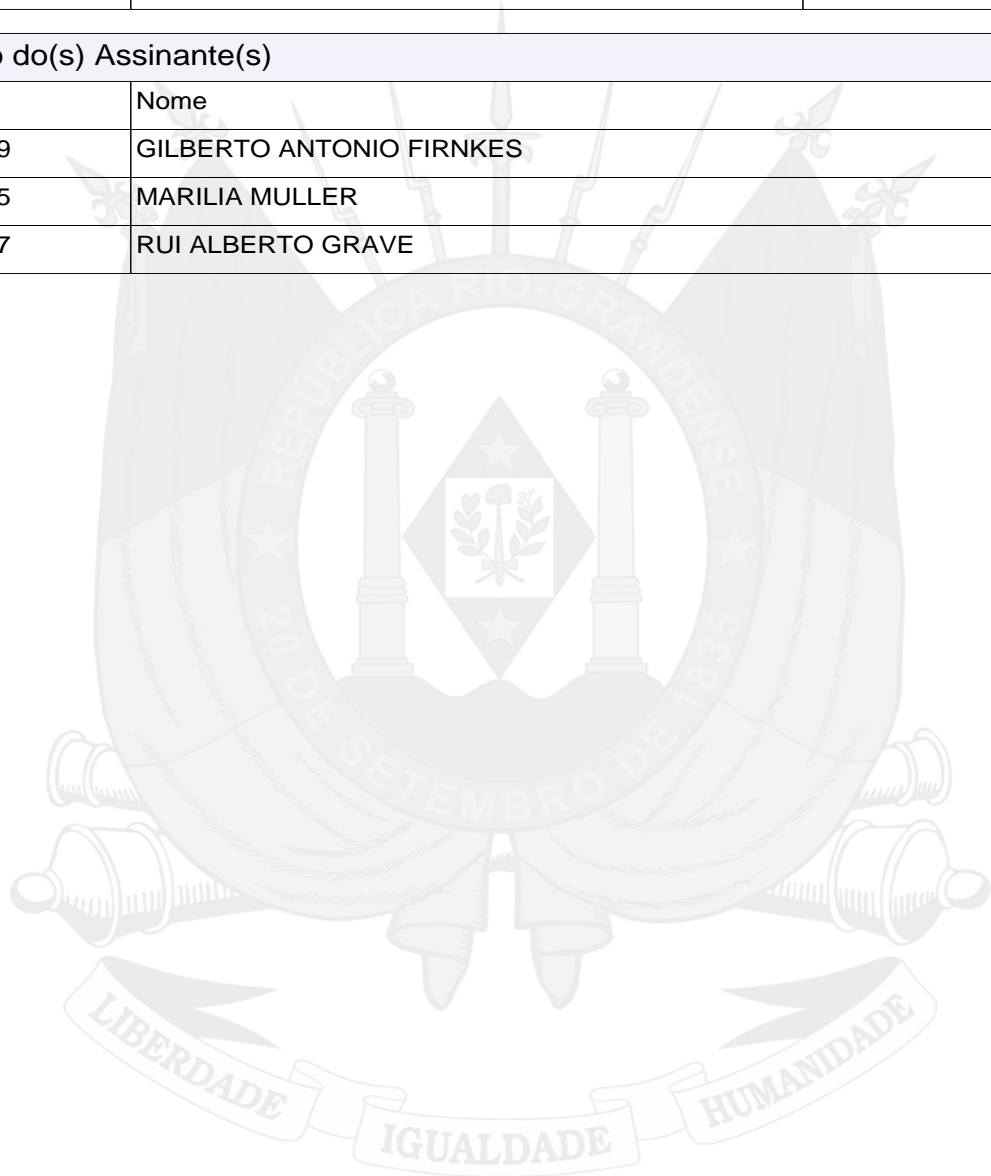 o do(s) Assinante(s)
Nome
9 GILBERTO ANTONIO FIRNKES
5 MARILIA MULLER
7 RUI ALBERTO GRAVE
REPÚBLICA RIO-GRANDENSE
20 DE SETEMBRO DE 1835
LIBERDADE IGUALDADE HUMANIDADE